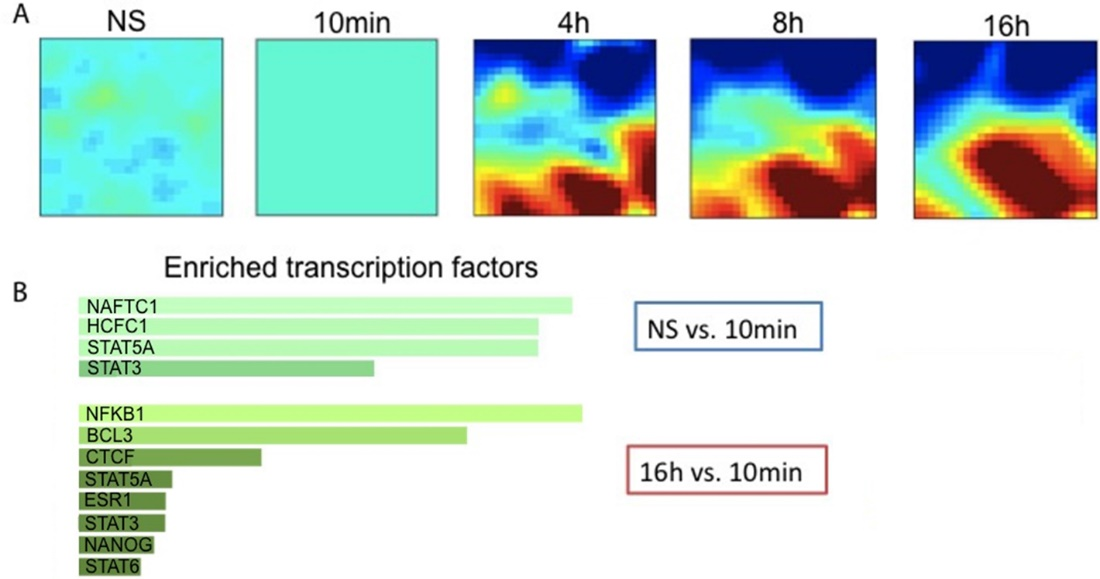 A
NS 10min 4h 8h 16h
Enriched transcription factors
B
NAFTC1
HCFC1
STAT5A
STAT3
NS vs. 10min
NFKB1
BCL3
CTCF
STAT5A
ESR1
STAT3
NANOG
STAT6
16h vs. 10min